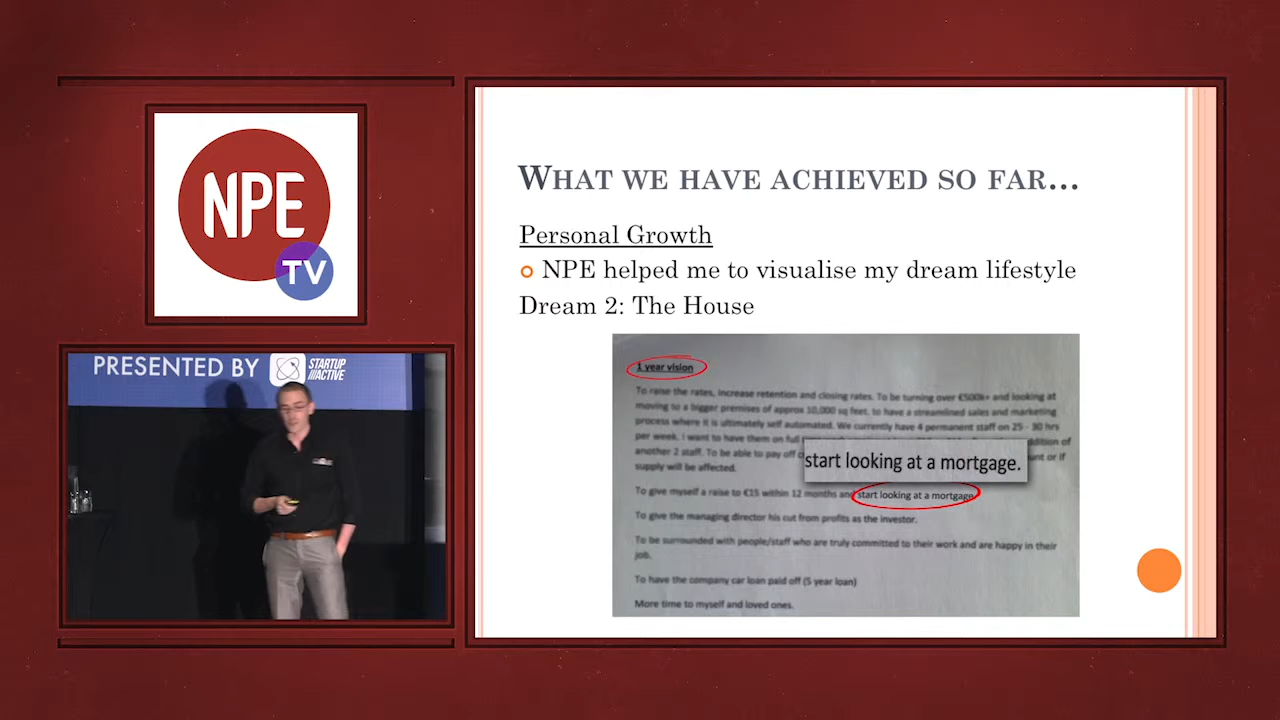 NPE
TV
PRESENTED BY
STARTUP
///ACTIVE
WHAT WE HAVE ACHIEVED SO FAR...
Personal Growth
NPE helped me to visualise my dream lifestyle
Dream 2: The House
1 year vision
To raise the rates, increase retention and closing rates. To be turning over €500k+ and looking at
moving to a bigger premises of approx 10,000 sq feet, to have a streamlined sales and marketing
process where it is ultimately self automated. We currently have 4 permanent staff on 25 - 30 hrs
per week. I want to have them on full
another 2 staff. To be able to pay off
supply will be affected.
start looking at a mortgage.
To give myself a raise to €15 within 12 months and start looking at a mortgage
To give the managing director his cut from profits as the investor.
To be surrounded with people/staff who are truly committed to their work and are happy in their
job.
To have the company car loan paid off (5 year loan)
More time to myself and loved ones.